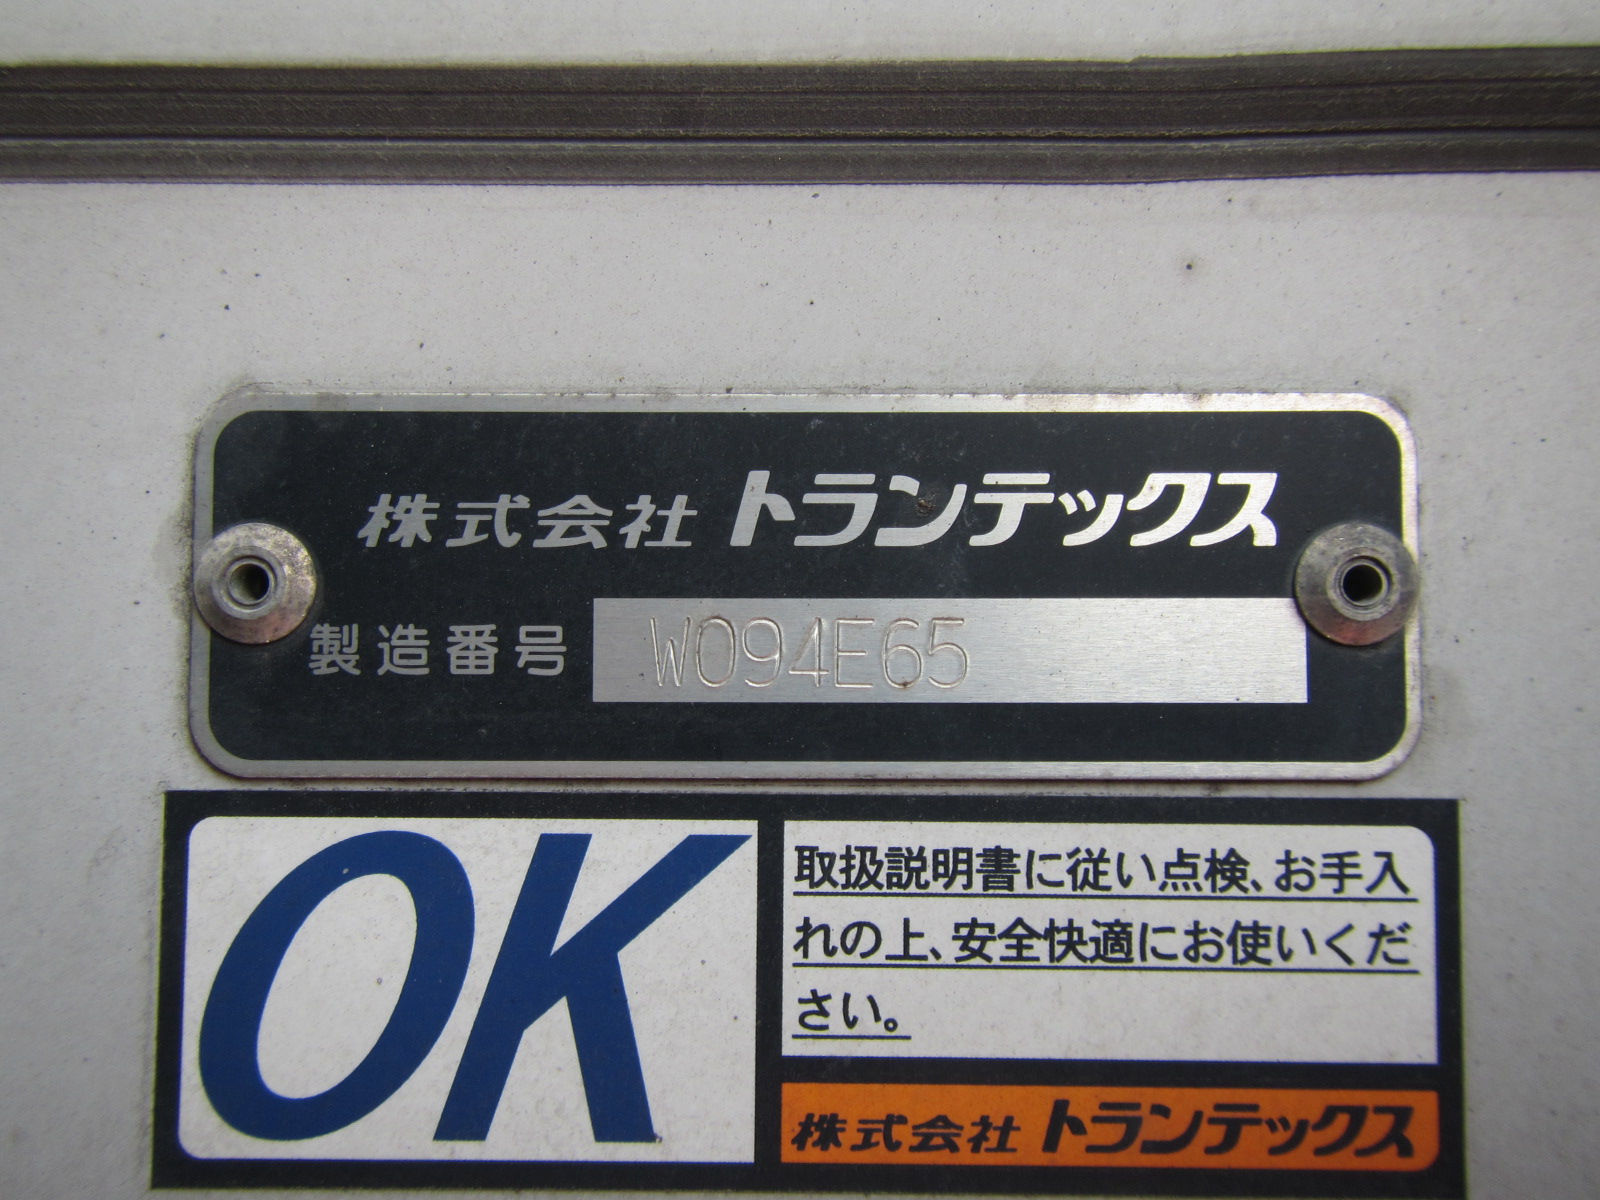 株式会社 トランテックス
製造番号 W094E65
OK
取扱説明書に従い点検、お手入
れの上、安全快適にお使いくだ
さい。
株式会社 トランテックス